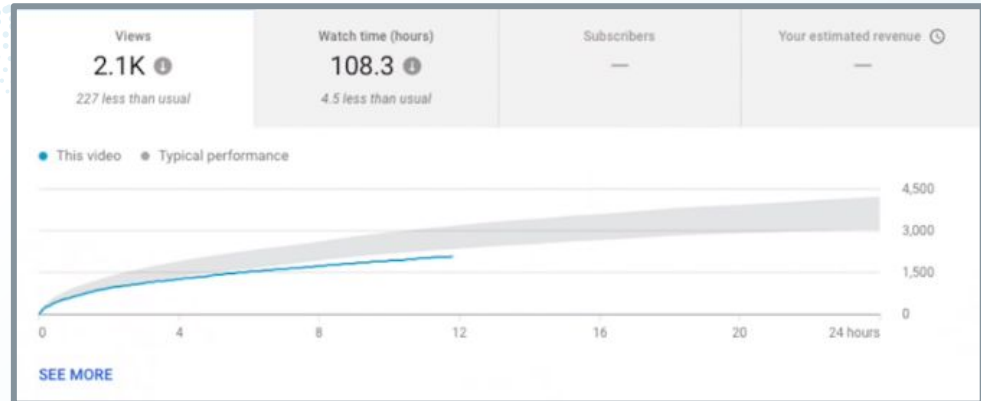 Views
2.1K
227 less than usual
Watch time (hours)
108.3
4.5 less than usual
Subscribers
—
Your estimated revenue
—
This video Typical performance
4,500
3,000
1,500
0
0 4 8 12 16 20 24 hours
SEE MORE